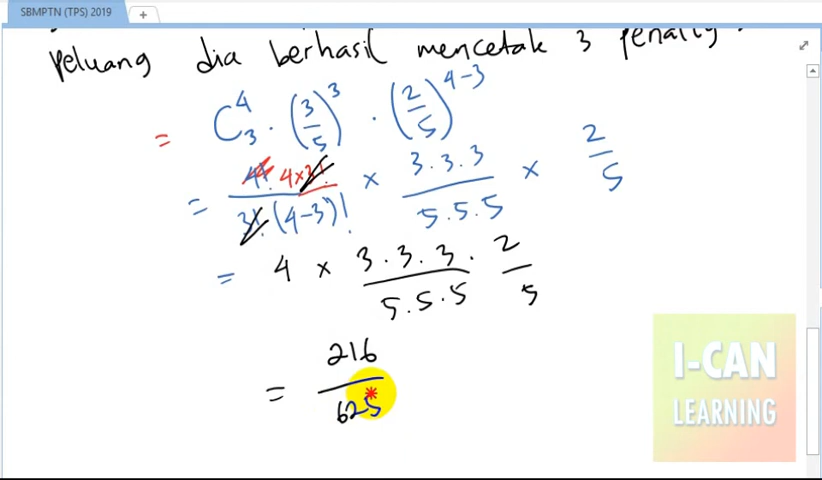 SBMPTN (TPS) 2019
peluang dia berhasil mencetak 3 penalty.
= C₃⁴ · (3/5)³ · (2/5)⁴⁻³
= 4! 4×3! / 3!(4-3)! × 3.3.3 / 5.5.5 × 2/5
= 4 × 3.3.3 / 5.5.5 · 2/5
= 216/625
I-CAN
LEARNING